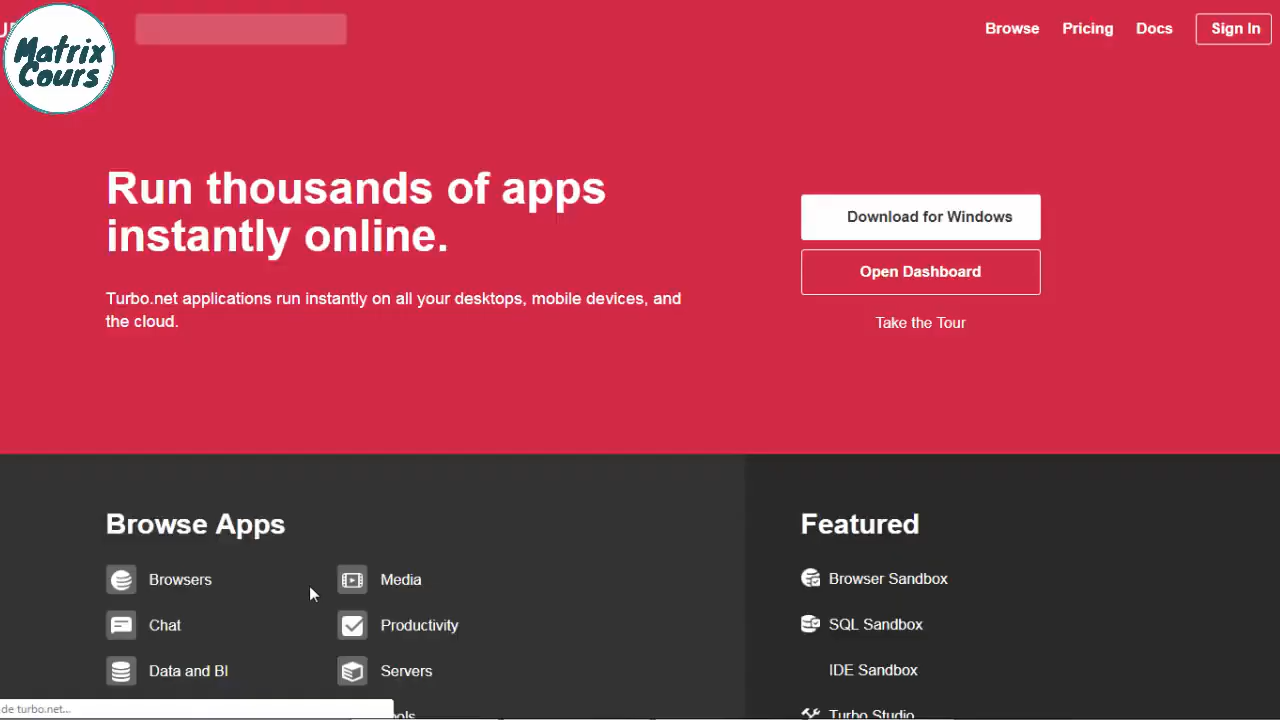 Matrix
Cours
Browse
Pricing
Docs
Sign In
Run thousands of apps
instantly online.
Turbo.net applications run instantly on all your desktops, mobile devices, and
the cloud.
Download for Windows
Open Dashboard
Take the Tour
Browse Apps
Browsers
Media
Chat
Productivity
Data and BI
Servers
Featured
Browser Sandbox
SQL Sandbox
IDE Sandbox
Turbo Studio
de turbo.net...